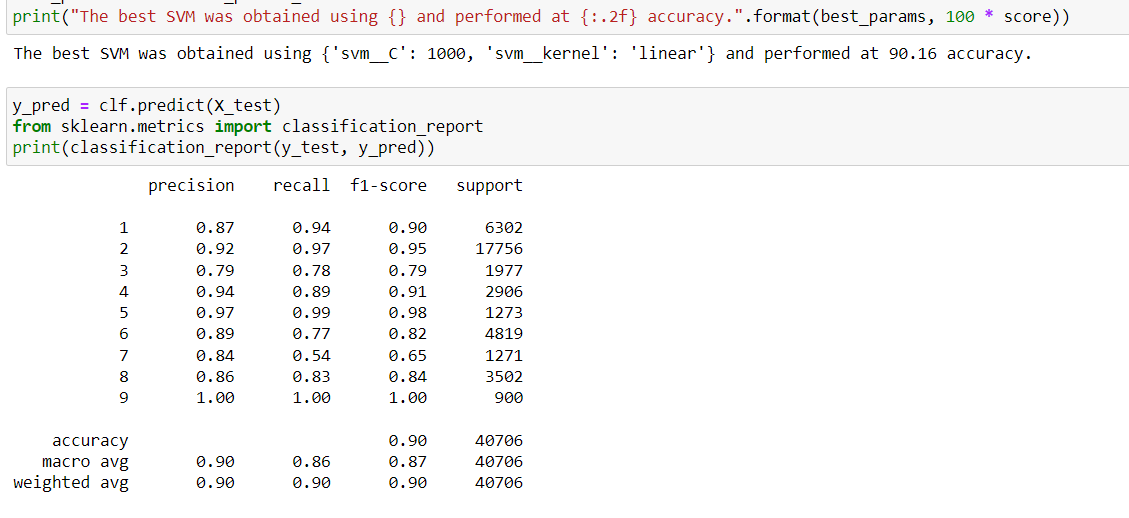 print("The best SVM was obtained using {} and performed at {:.2f} accuracy.".format(best_params, 100 * score))
The best SVM was obtained using {'svm__C': 1000, 'svm__kernel': 'linear'} and performed at 90.16 accuracy.
y_pred = clf.predict(X_test)
from sklearn.metrics import classification_report
print(classification_report(y_test, y_pred))
precision recall f1-score support
1 0.87 0.94 0.90 6302
2 0.92 0.97 0.95 17756
3 0.79 0.78 0.79 1977
4 0.94 0.89 0.91 2906
5 0.97 0.99 0.98 1273
6 0.89 0.77 0.82 4819
7 0.84 0.54 0.65 1271
8 0.86 0.83 0.84 3502
9 1.00 1.00 1.00 900
accuracy 0.90 40706
macro avg 0.90 0.86 0.87 40706
weighted avg 0.90 0.90 0.90 40706